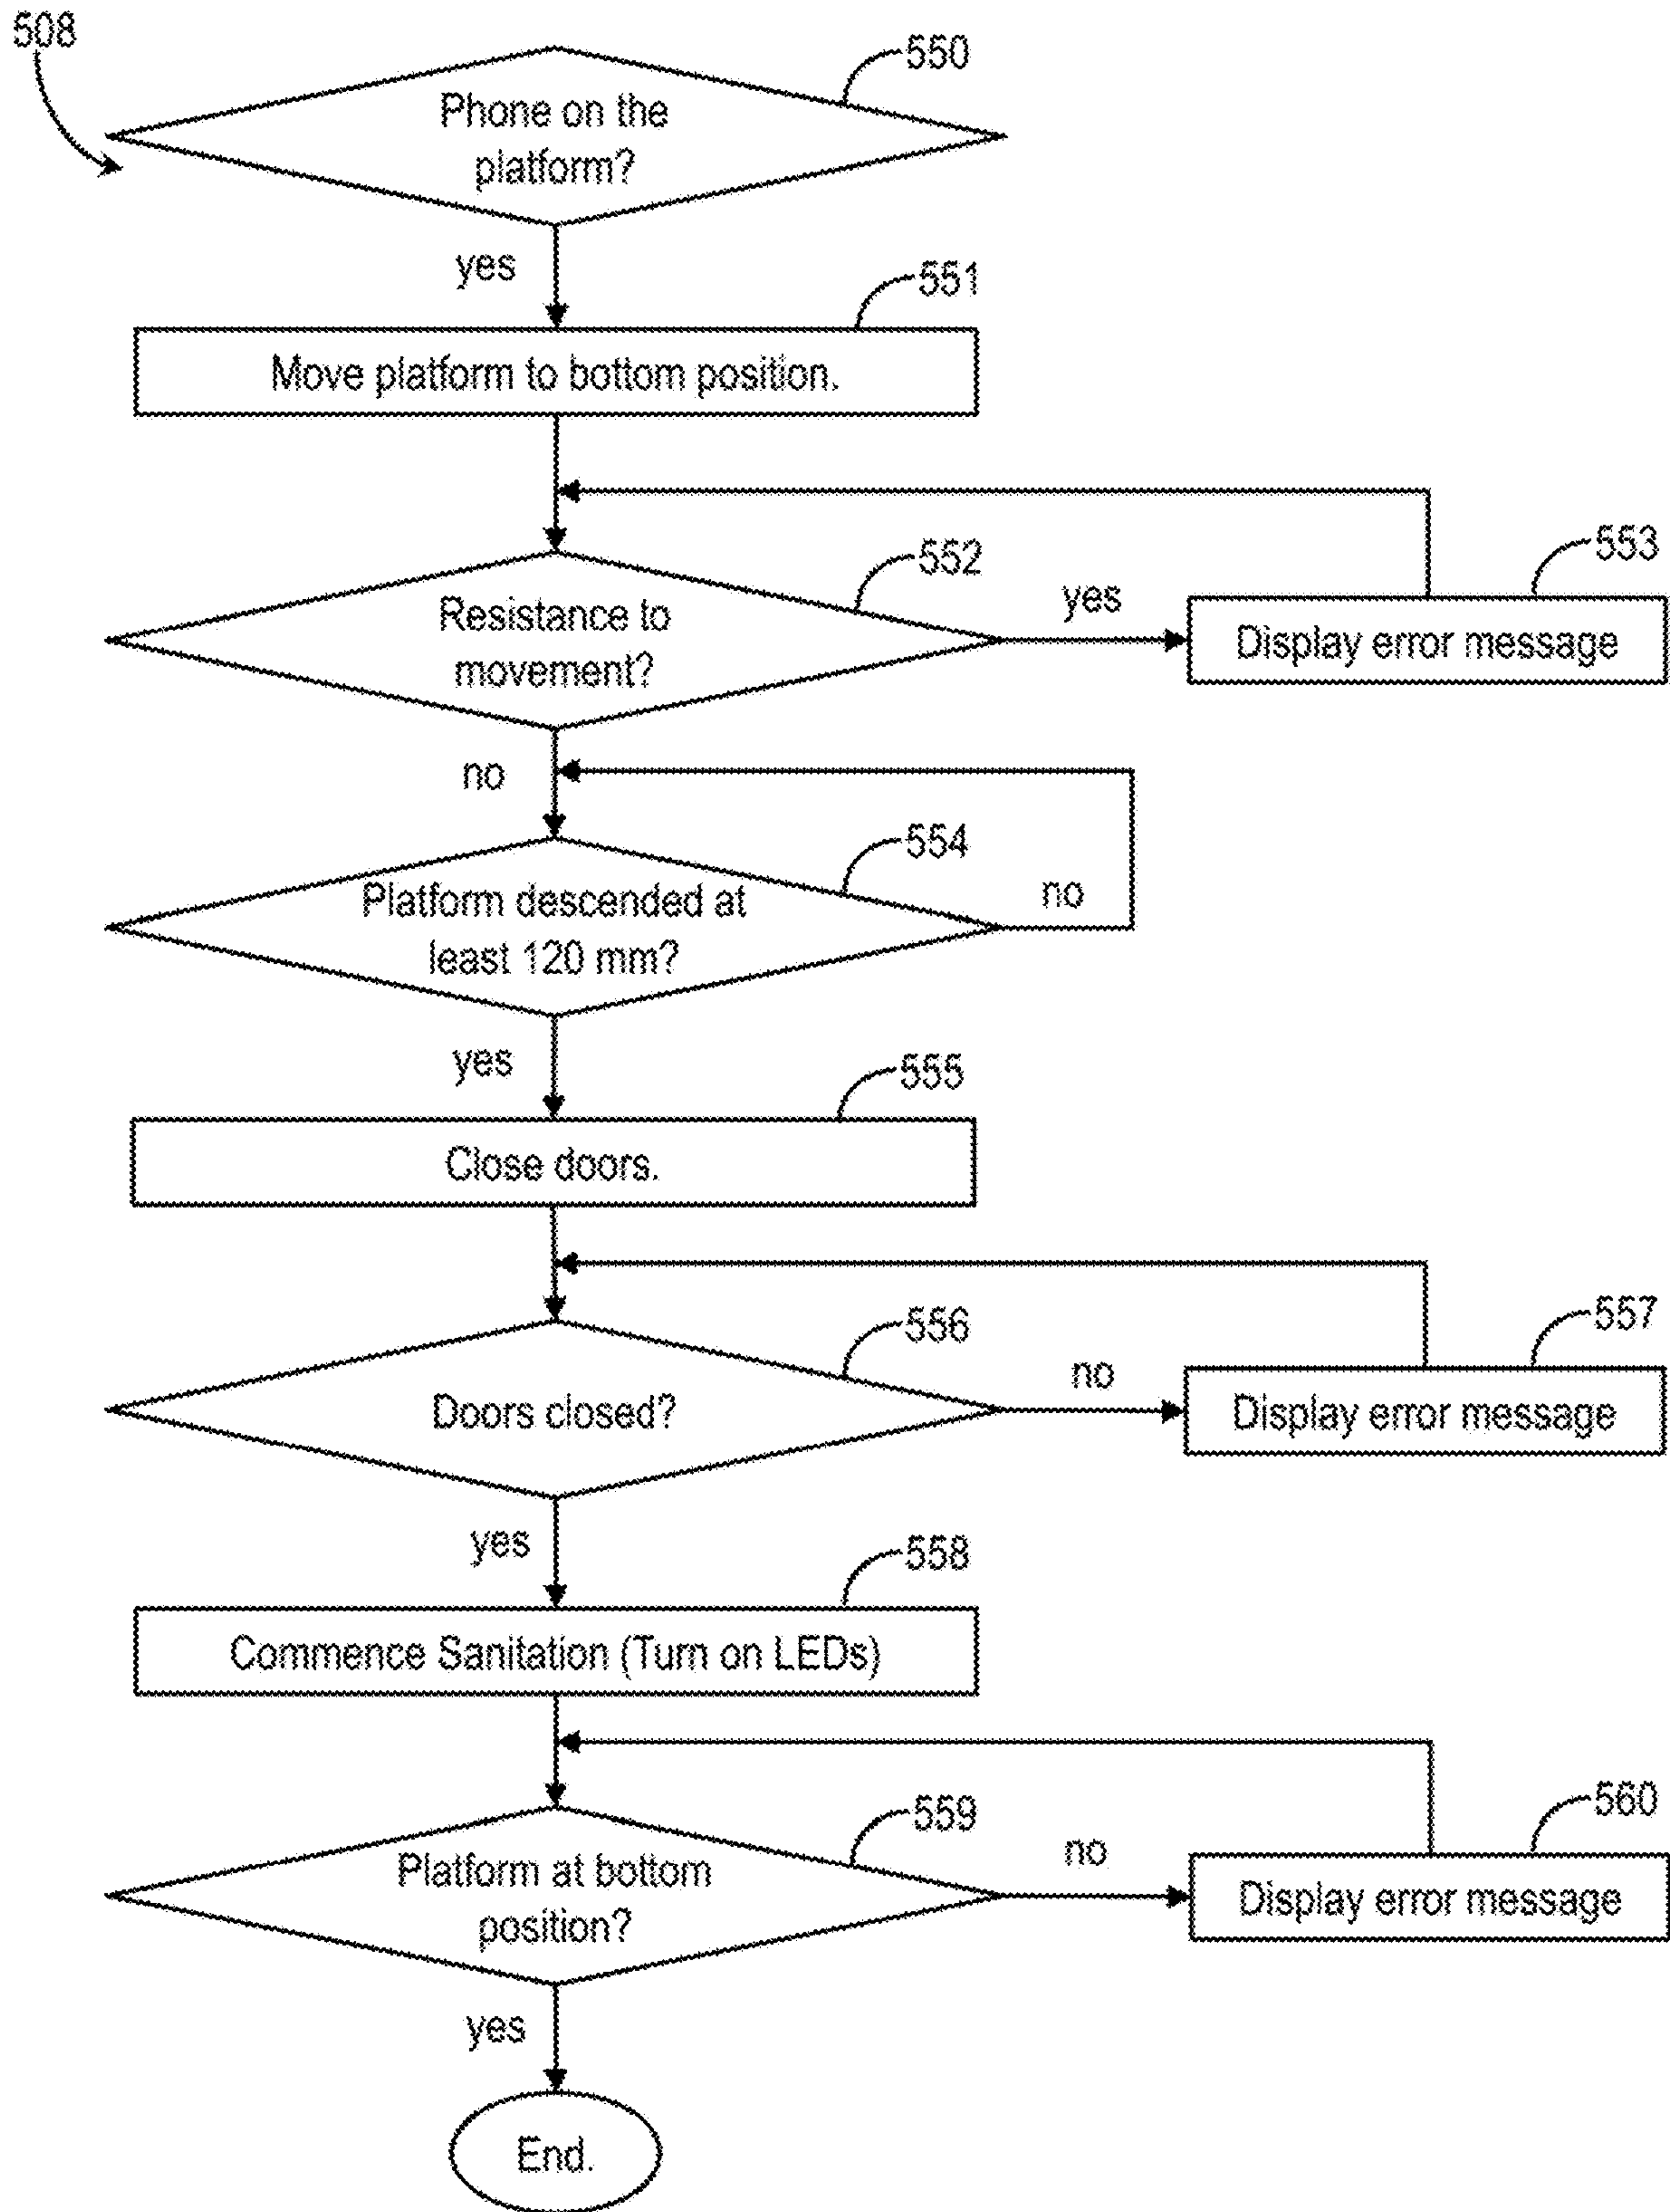 508
550
Phone on the
platform?
yes
551
Move platform to bottom position.
552
Resistance to
movement?
yes
553
Display error message
no
554
Platform descended at
least 120 mm?
no
yes
555
Close doors.
556
Doors closed?
no
557
Display error message
yes
558
Commence Sanitation (Turn on LEDs)
559
Platform at bottom
position?
no
560
Display error message
yes
End.